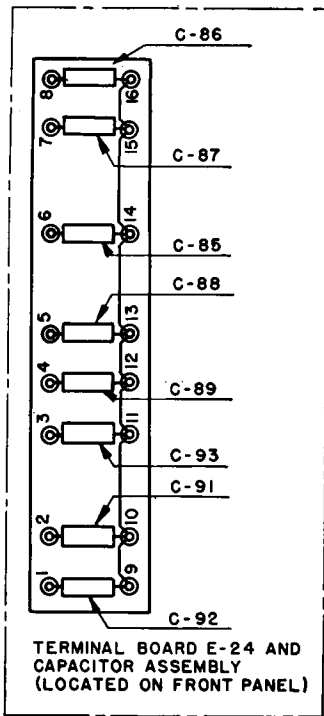 C-86
8 16
7 15
C-87
6 14
C-85
C-88
5 13
4 12
C-89
3 11
C-93
C-91
2 10
1 9
C-92
TERMINAL BOARD E-24 AND
CAPACITOR ASSEMBLY
(LOCATED ON FRONT PANEL)